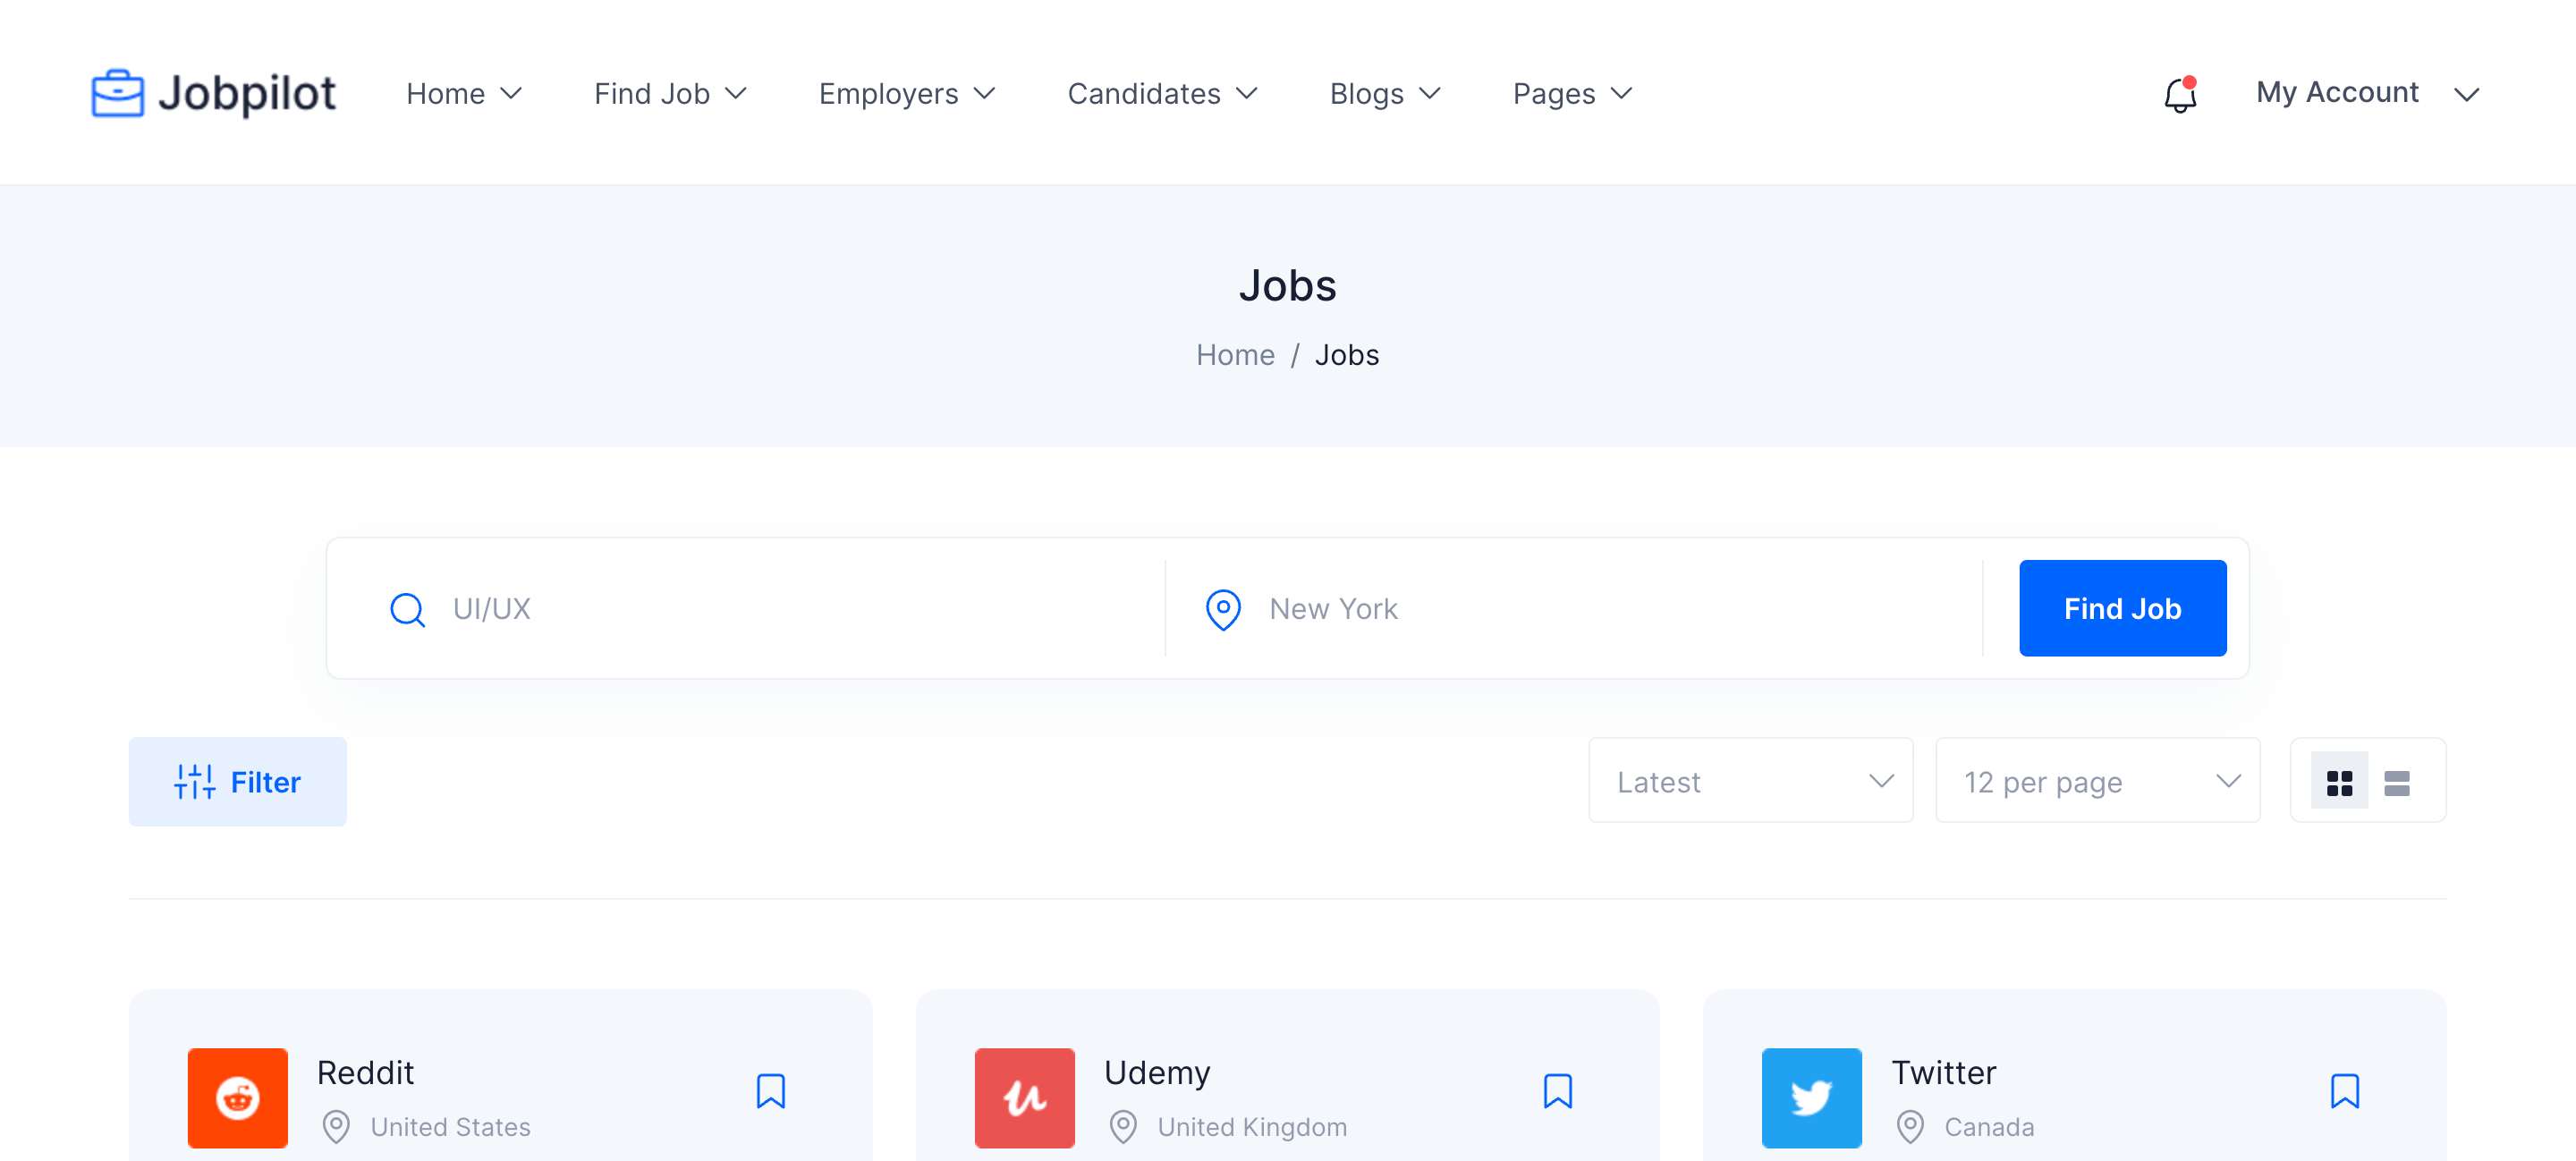 Jobpilot Home Find Job Employers Candidates Blogs Pages My Account
Jobs
Home / Jobs
UI/UX New York Find Job
Filter Latest 12 per page
Reddit Udemy Twitter
United States United Kingdom Canada